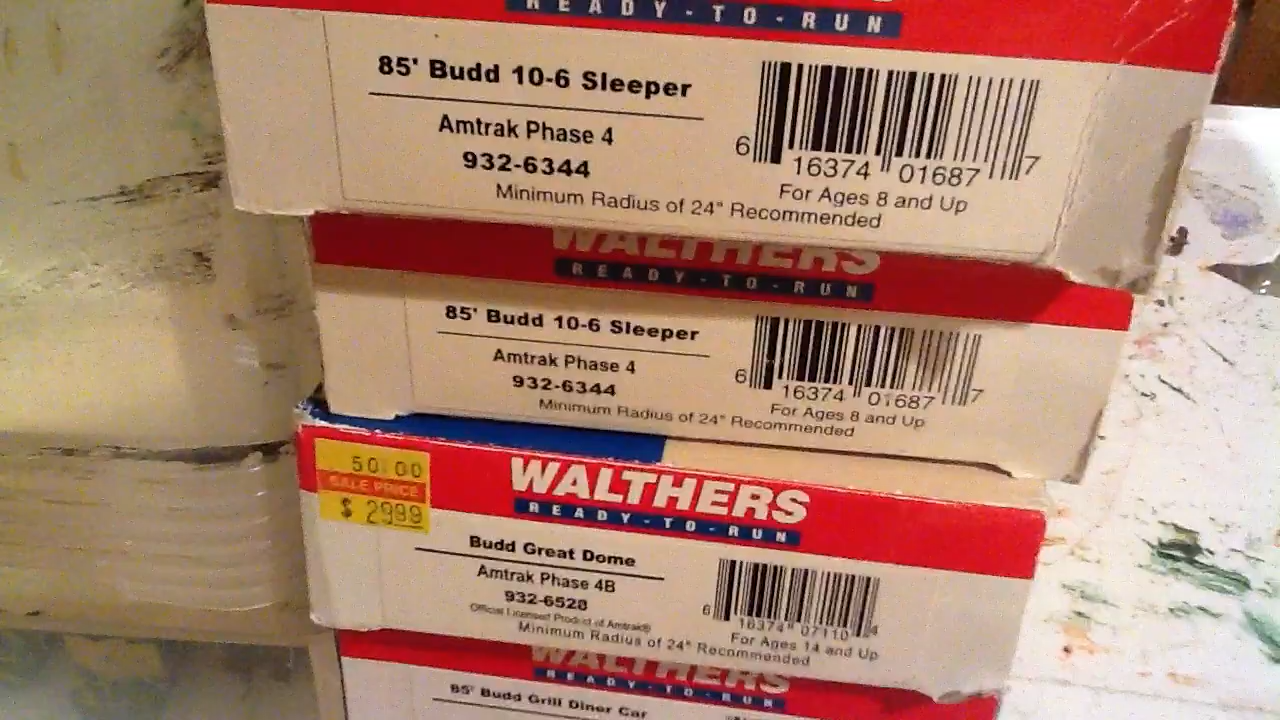 READY-TO-RUN
85' Budd 10-6 Sleeper
Amtrak Phase 4
932-6344
Minimum Radius of 24" Recommended
6 16374 01687 7
For Ages 8 and Up
WALTHERS
READY-TO-RUN
85' Budd 10-6 Sleeper
Amtrak Phase 4
932-6344
Minimum Radius of 24" Recommended
6 16374 01687 7
For Ages 8 and Up
50.00
SALE PRICE
$ 2999
WALTHERS
READY-TO-RUN
Budd Great Dome
Amtrak Phase 4B
932-6520
Official Licensed Product of Amtrak®
Minimum Radius of 24" Recommended
6 16374 07110 4
For Ages 14 and Up
WALTHERS
READY-TO-RUN
85' Budd Grill Diner Car